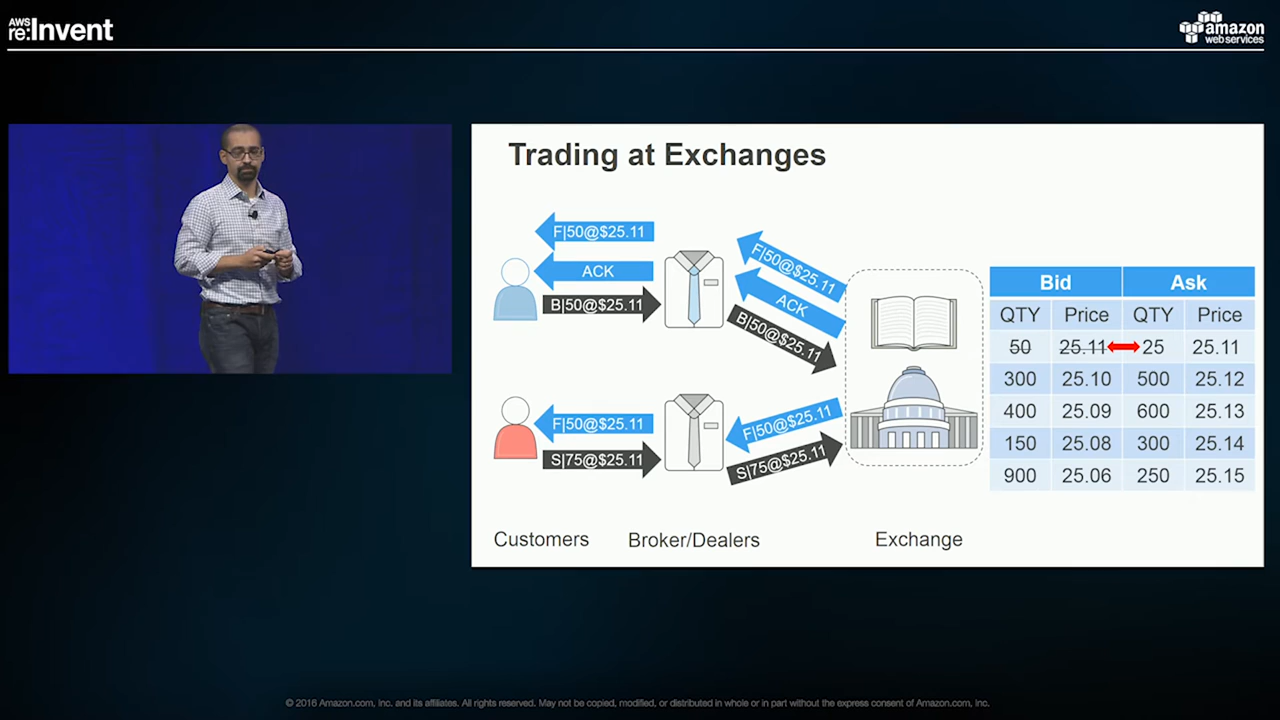 AWS
re:Invent
amazon
web services
Trading at Exchanges
F|50@$25.11
ACK
B|50@$25.11
F|50@$25.11
ACK
B|50@$25.11
F|50@$25.11
S|75@$25.11
F|50@$25.11
S|75@$25.11
Customers
Broker/Dealers
Exchange
Bid Ask
QTY Price QTY Price
50 25.11 25 25.11
300 25.10 500 25.12
400 25.09 600 25.13
150 25.08 300 25.14
900 25.06 250 25.15
© 2016 Amazon.com, Inc. and its affiliates. All rights reserved. May not be copied, modified, or distributed in whole or in part without the express consent of Amazon.com, Inc.